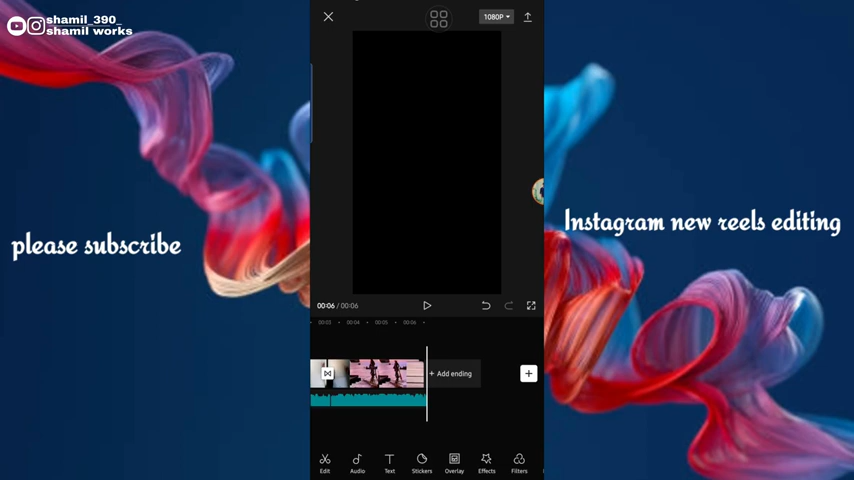 shamil_390_
shamil works
please subscribe
Instagram new reels editing
1080P
00:06 / 00:06
00:03
00:04
00:05
00:06
+ Add ending
Edit
Audio
Text
Stickers
Overlay
Effects
Filters